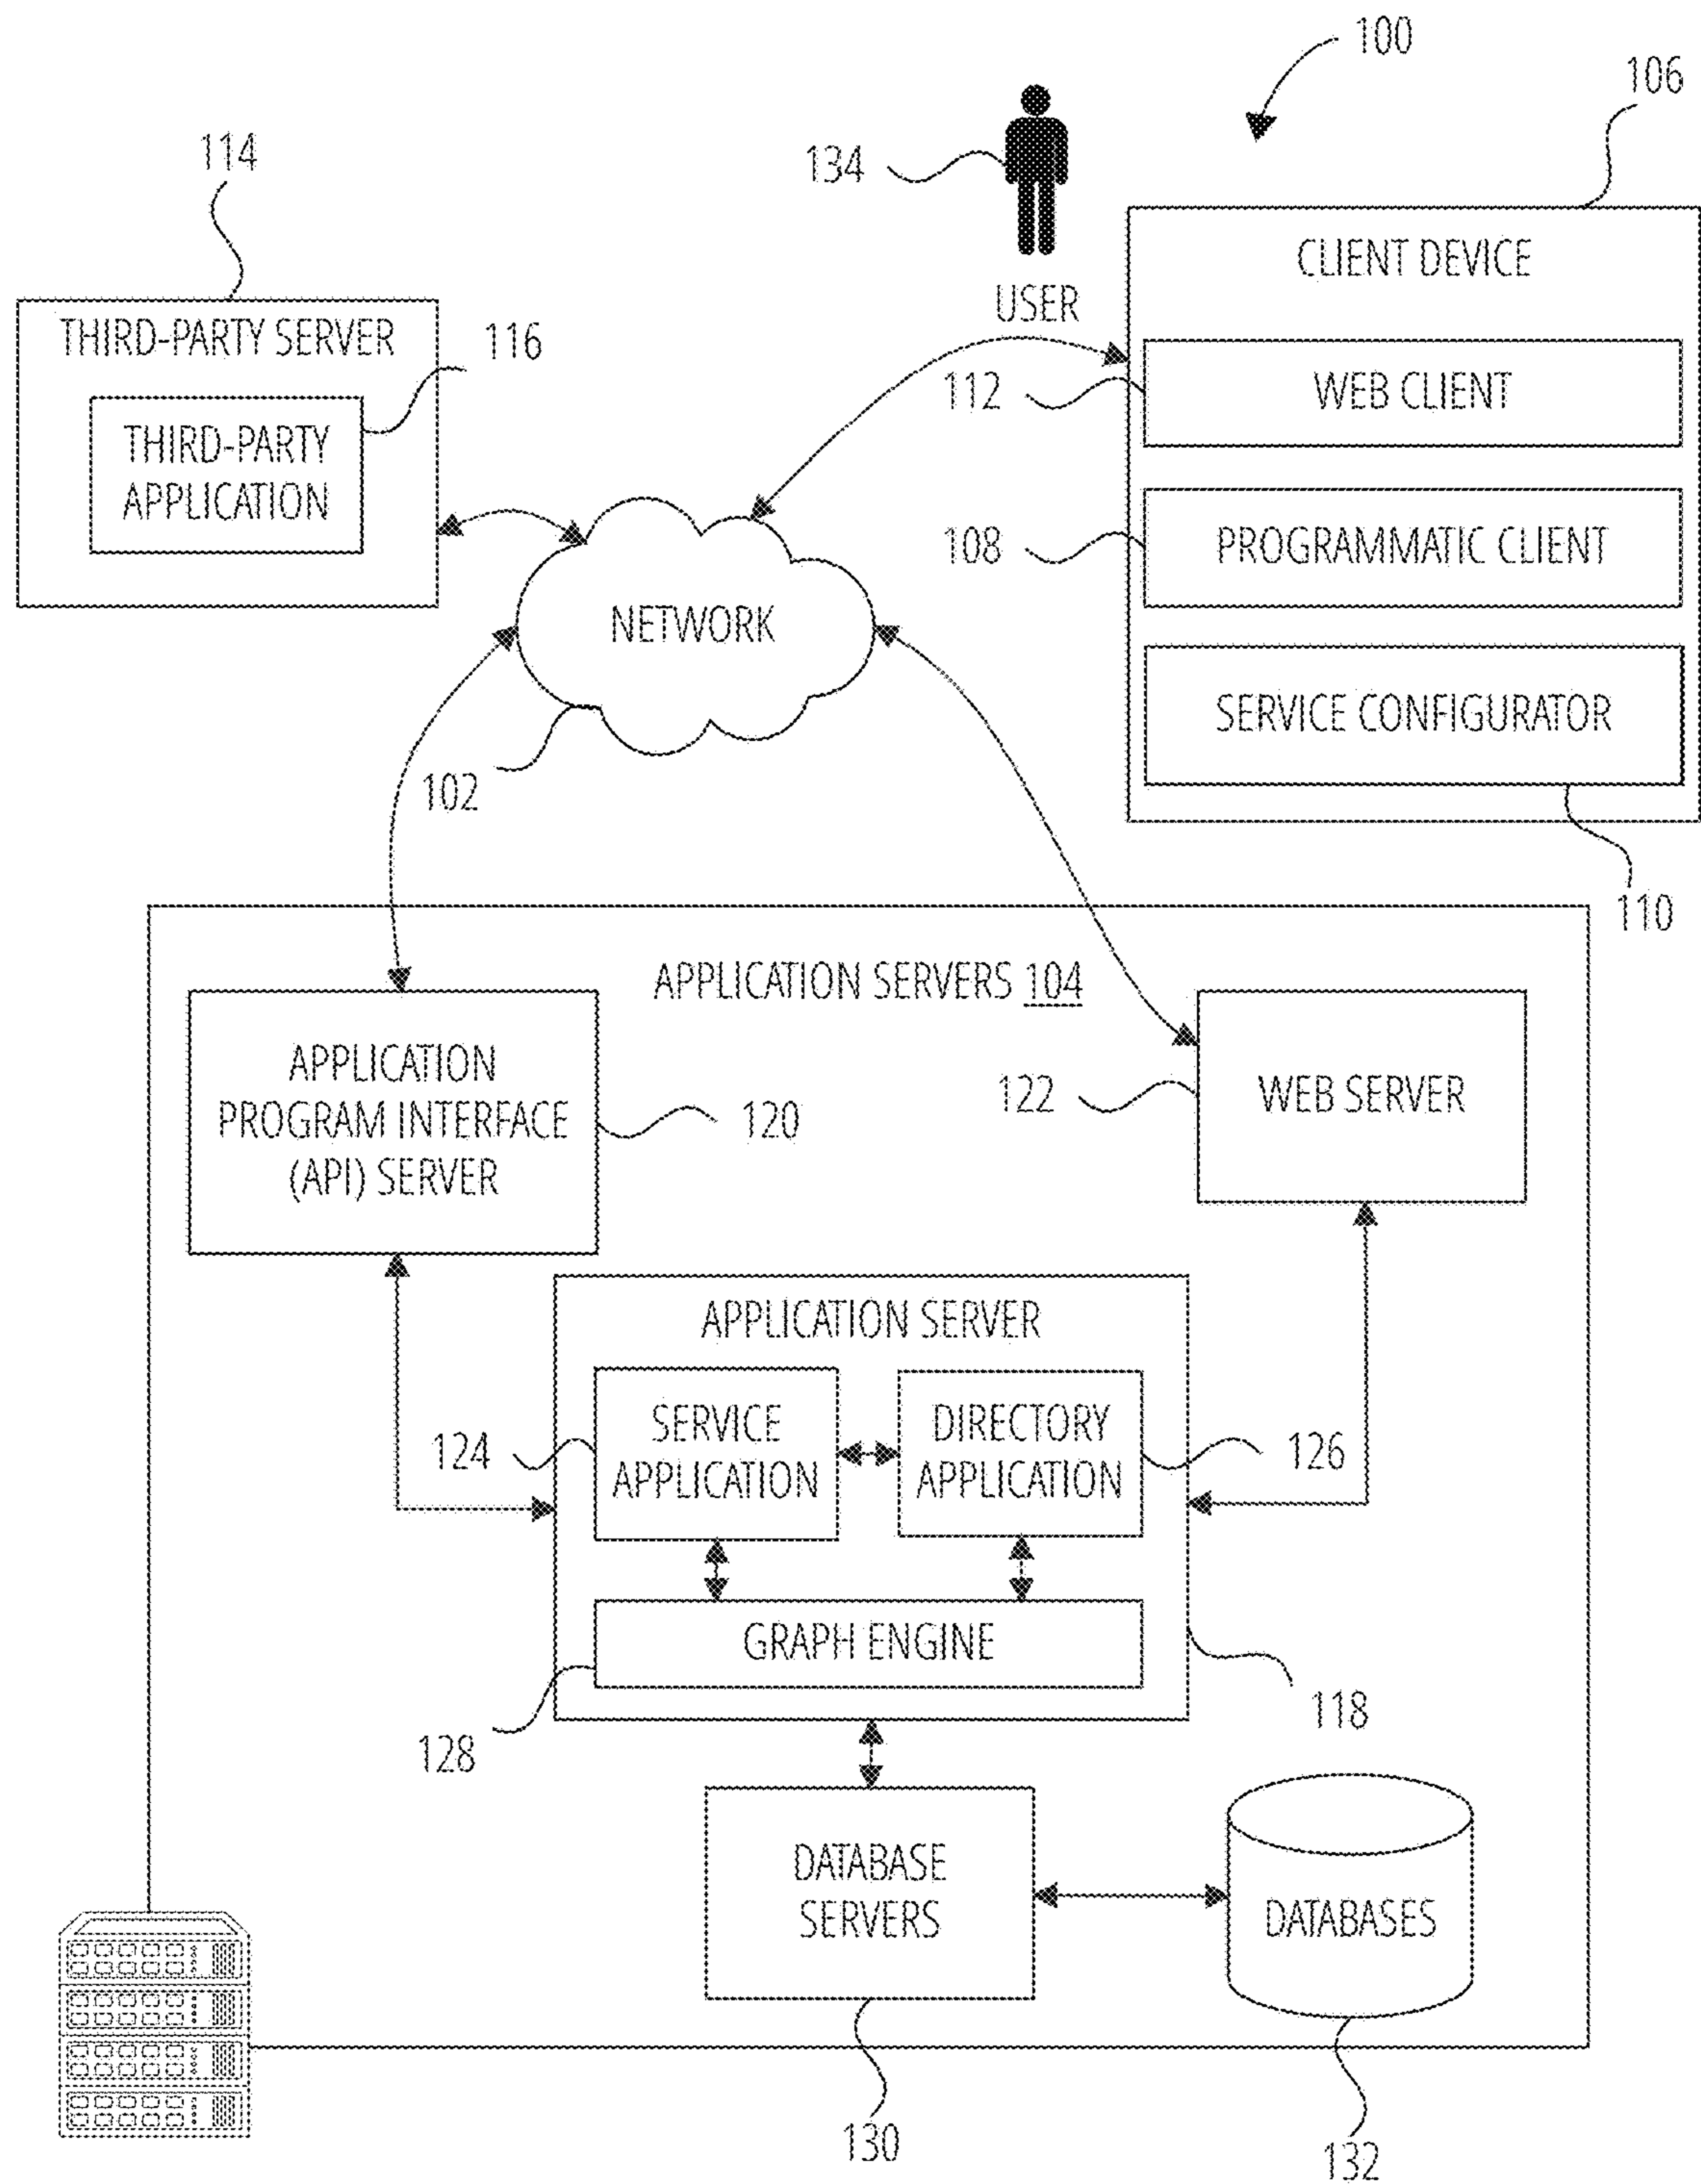 100
106
114
134
CLIENT DEVICE
USER
THIRD-PARTY SERVER
116
112
WEB CLIENT
THIRD-PARTY
APPLICATION
108
PROGRAMMATIC CLIENT
NETWORK
SERVICE CONFIGURATOR
102
110
APPLICATION SERVERS 104
APPLICATION
PROGRAM INTERFACE
(API) SERVER
120
122
WEB SERVER
APPLICATION SERVER
124
SERVICE
APPLICATION
DIRECTORY
APPLICATION
126
GRAPH ENGINE
128
118
DATABASE
SERVERS
DATABASES
130
132